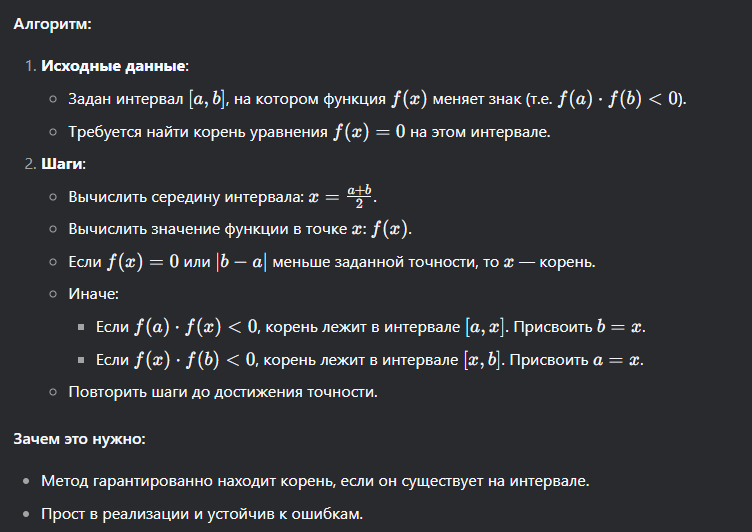 Алгоритм:
1. Исходные данные:
○ Задан интервал [a, b], на котором функция f(x) меняет знак (т.е. f(a) · f(b) < 0).
○ Требуется найти корень уравнения f(x) = 0 на этом интервале.
2. Шаги:
○ Вычислить середину интервала: x = \frac{a+b}{2}.
○ Вычислить значение функции в точке x: f(x).
○ Если f(x) = 0 или |b − a| меньше заданной точности, то x — корень.
○ Иначе:
■ Если f(a) · f(x) < 0, корень лежит в интервале [a, x]. Присвоить b = x.
■ Если f(x) · f(b) < 0, корень лежит в интервале [x, b]. Присвоить a = x.
○ Повторить шаги до достижения точности.
Зачем это нужно:
• Метод гарантированно находит корень, если он существует на интервале.
• Прост в реализации и устойчив к ошибкам.